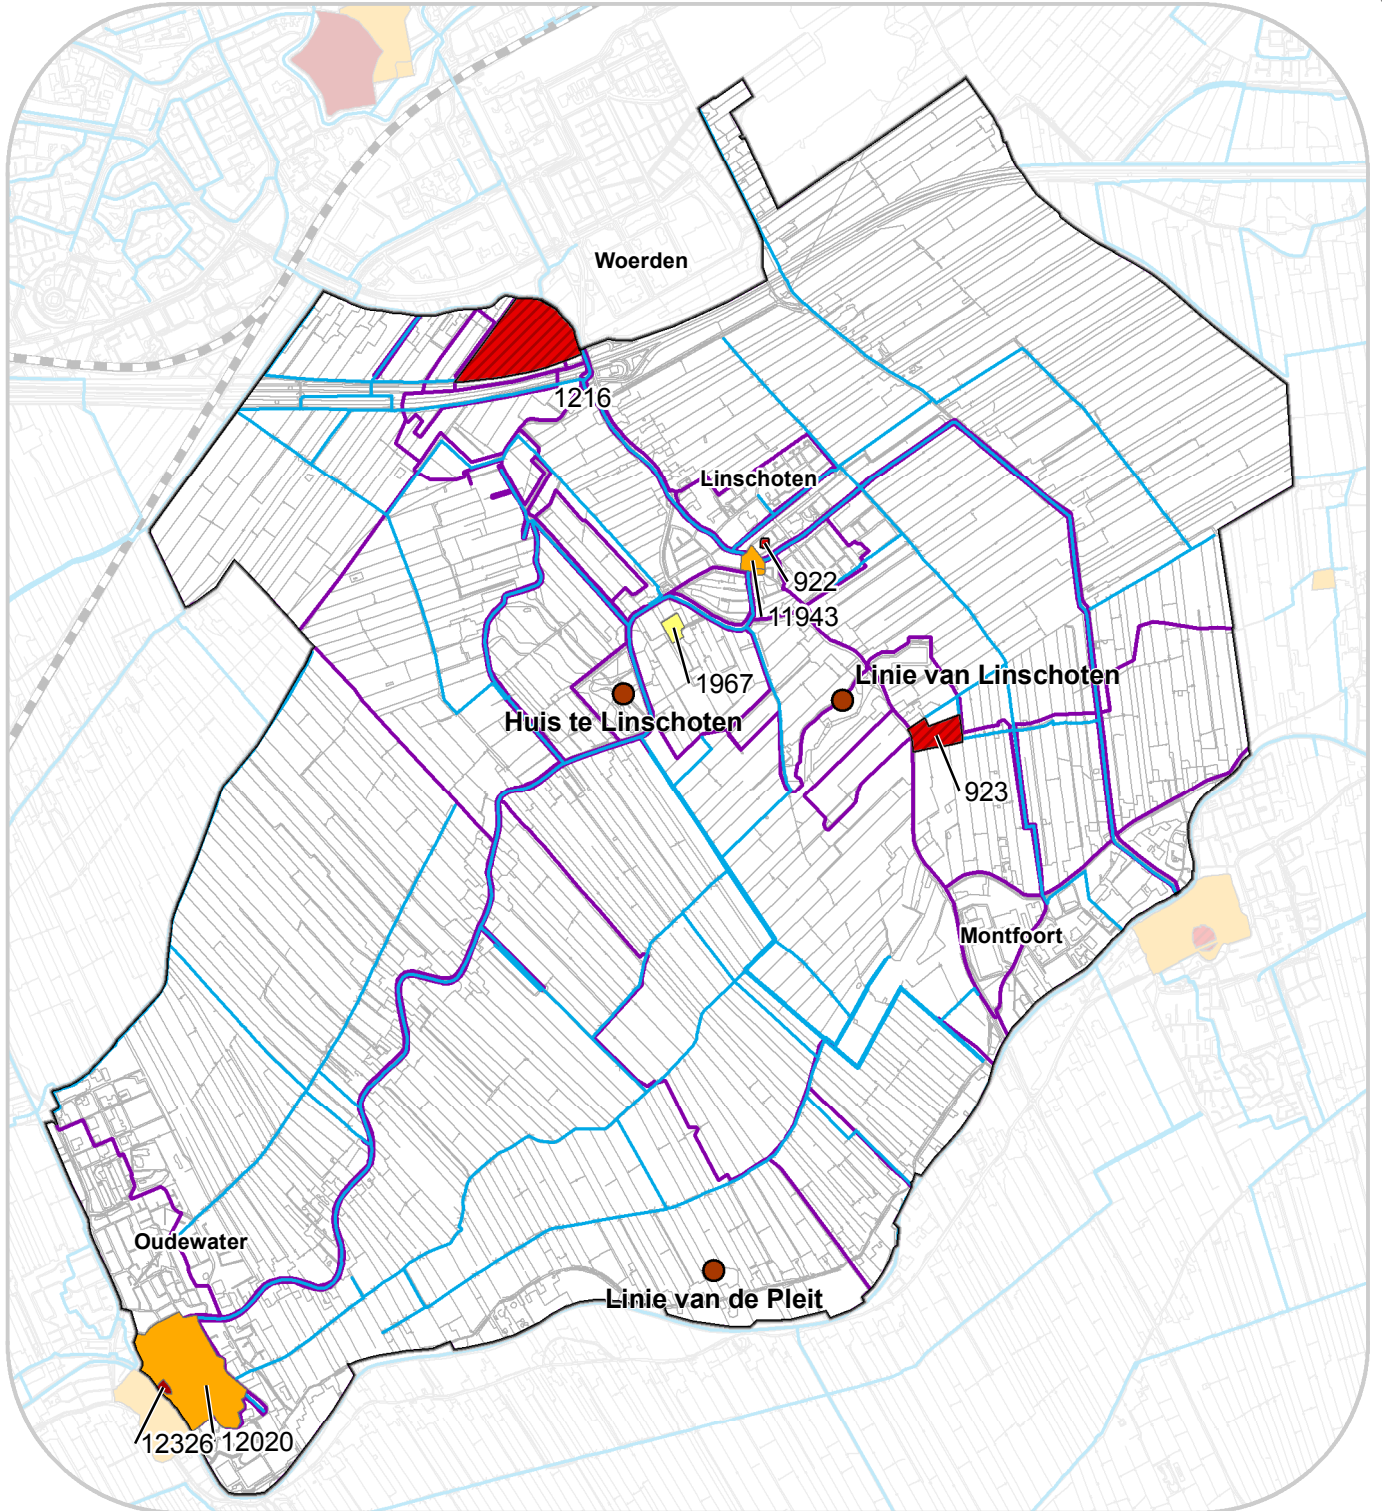 Woerden
1216
Linschoten
922
11943
Linie van Linschoten
1967
Huis te Linschoten
923
Montfoort
Oudewater
Linie van de Pleit
12326 12020